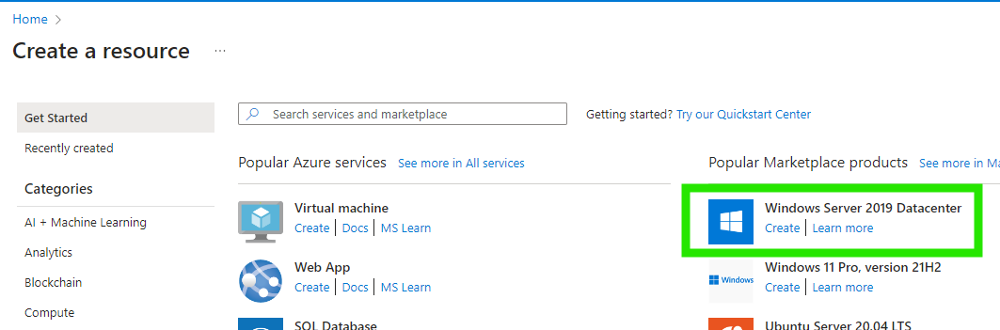 Home >
Create a resource ...
Get Started
Recently created
Categories
AI + Machine Learning
Analytics
Blockchain
Compute
Search services and marketplace
Getting started? Try our Quickstart Center
Popular Azure services See more in All services
Virtual machine
Create | Docs | MS Learn
Web App
Create | Docs | MS Learn
SQL Database
Popular Marketplace products See more in Ma
Windows Server 2019 Datacenter
Create | Learn more
Windows
Windows 11 Pro, version 21H2
Create | Learn more
Ubuntu Server 20.04 LTS